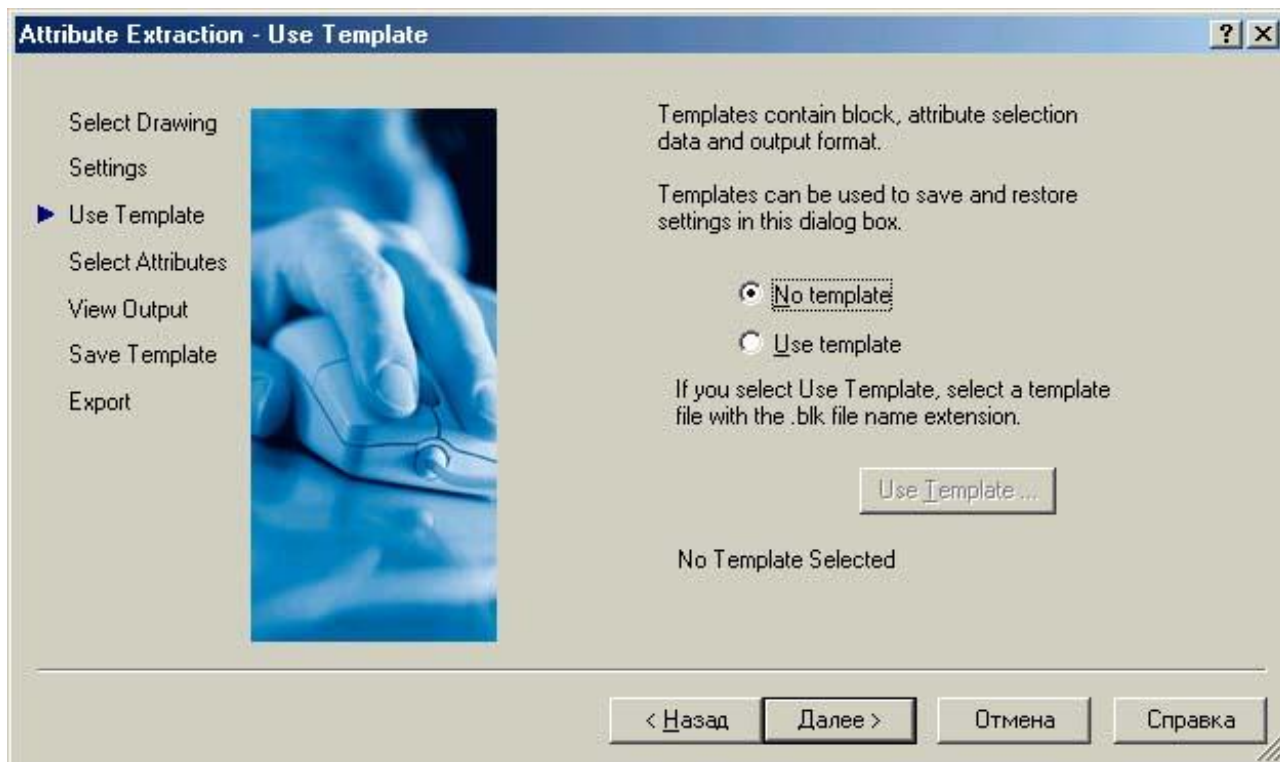 Attribute Extraction - Use Template
Select Drawing
Settings
Use Template
Select Attributes
View Output
Save Template
Export
Templates contain block, attribute selection
data and output format.
Templates can be used to save and restore
settings in this dialog box.
No template
Use template
If you select Use Template, select a template
file with the .blk file name extension.
Use Template ...
No Template Selected
< Назад
Далее >
Отмена
Справка